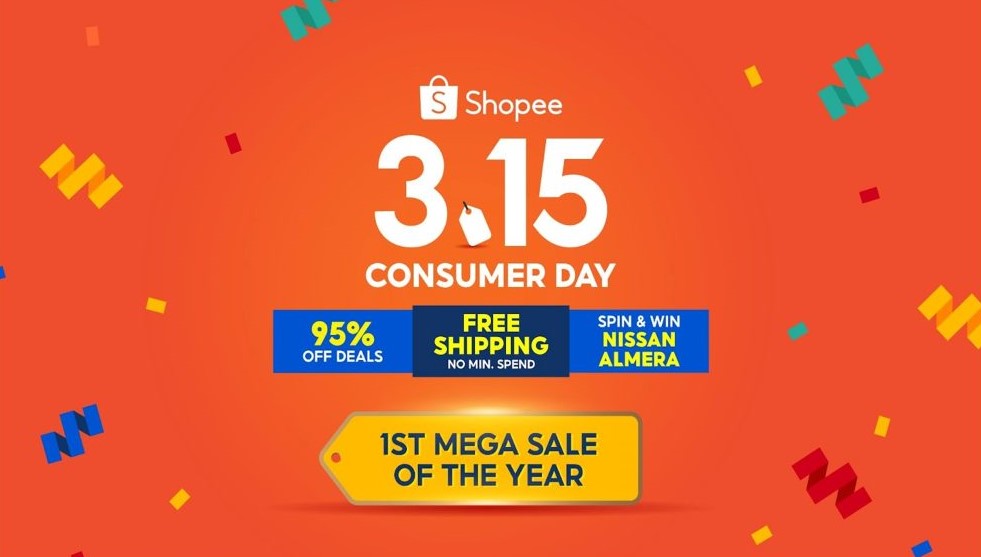 Shopee
3.15
CONSUMER DAY
95%
OFF DEALS
FREE
SHIPPING
NO MIN. SPEND
SPIN & WIN
NISSAN
ALMERA
1ST MEGA SALE
OF THE YEAR